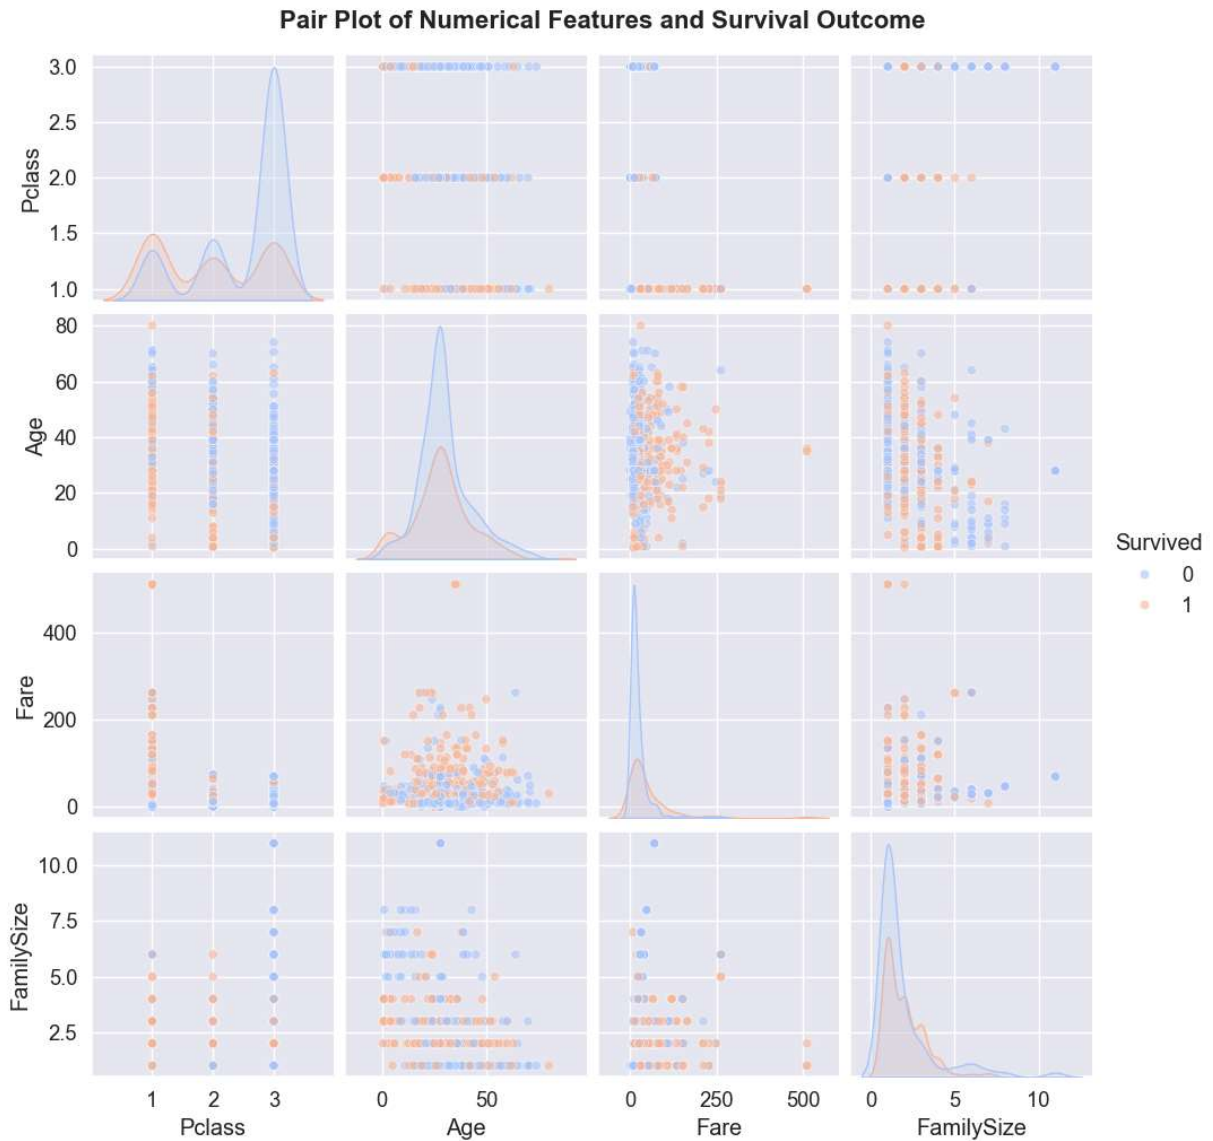 Pair Plot of Numerical Features and Survival Outcome
3.0
2.5
2.0
1.5
1.0
Pclass
80
60
40
20
0
Age
400
200
0
Fare
10.0
7.5
5.0
2.5
FamilySize
1 2 3
Pclass
0 50
Age
0 250 500
Fare
0 5 10
FamilySize
Survived
0
1